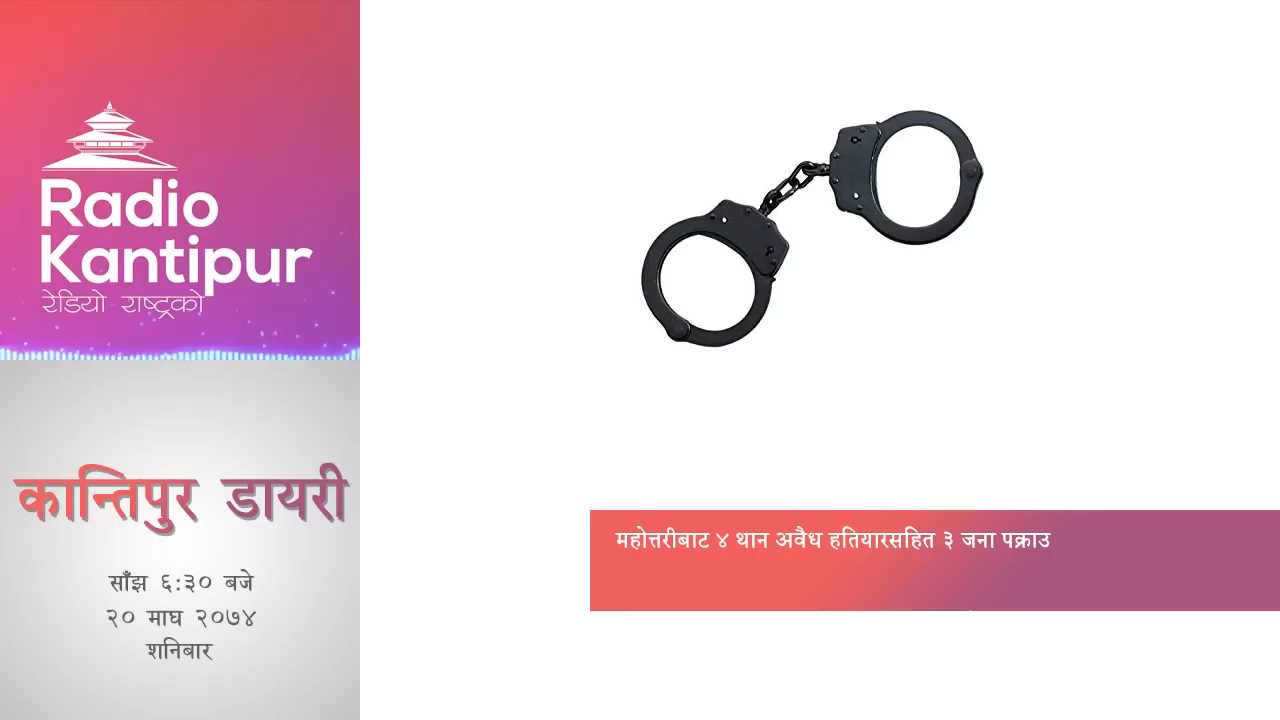 Radio
Kantipur
रेडियो राष्ट्रको
कान्तिपुर डायरी
साँझ ६:३० बजे
२० माघ २०७४
शनिबार
महोत्तरीबाट ४ थान अवैध हतियारसहित ३ जना पक्राउ